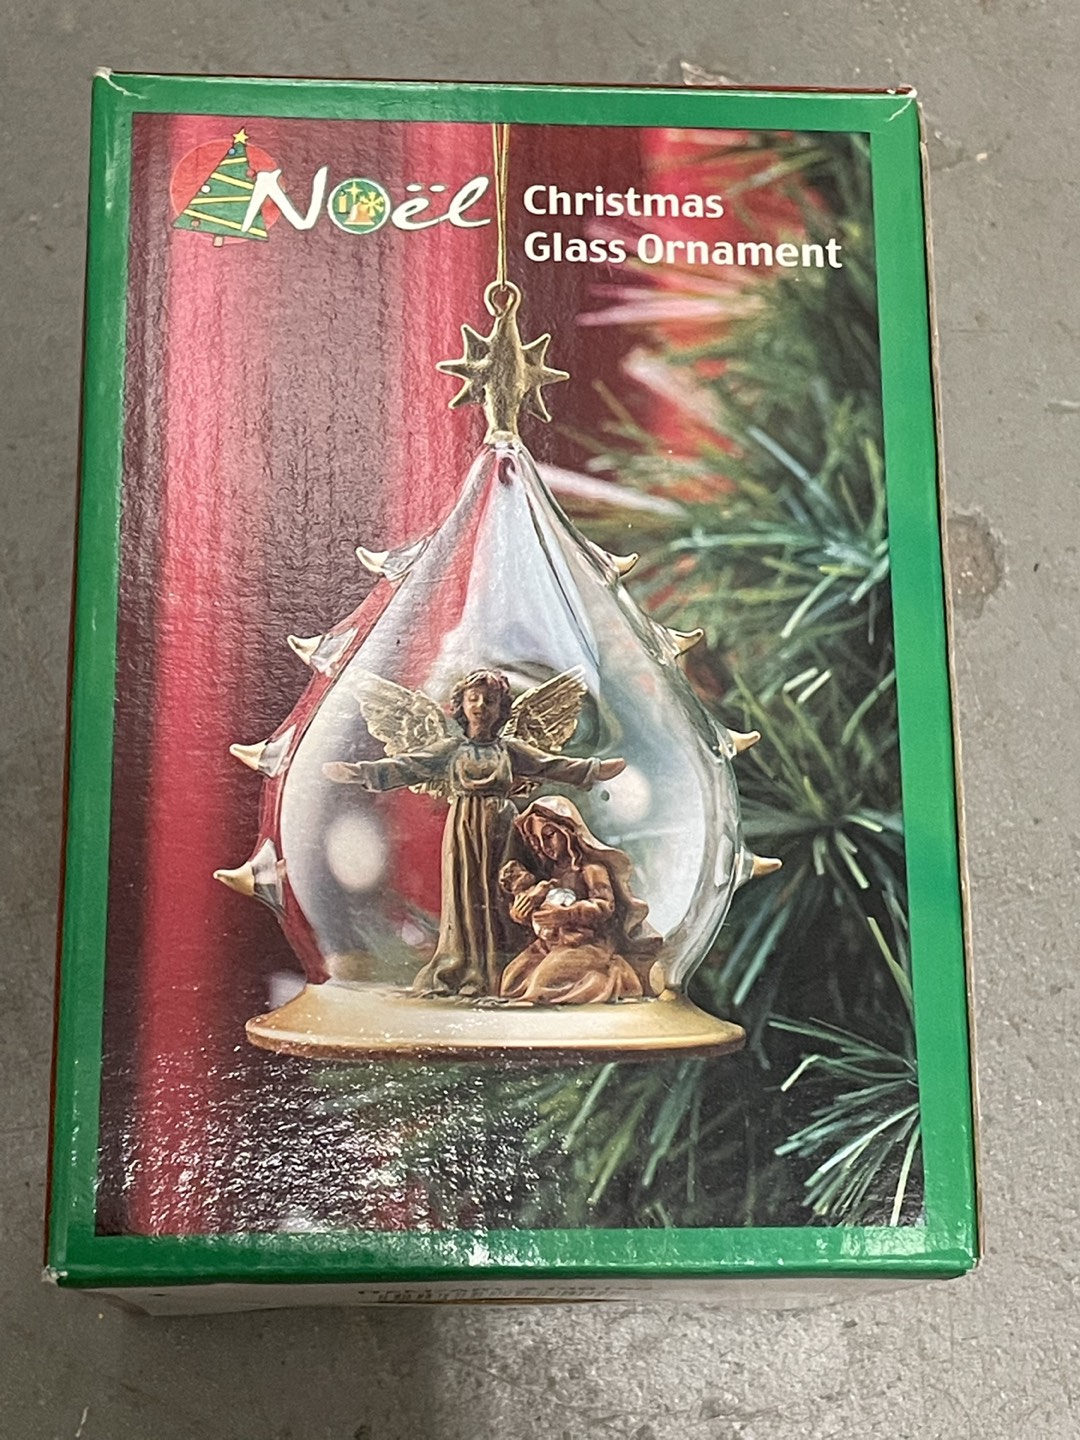 Noël
Christmas
Glass Ornament